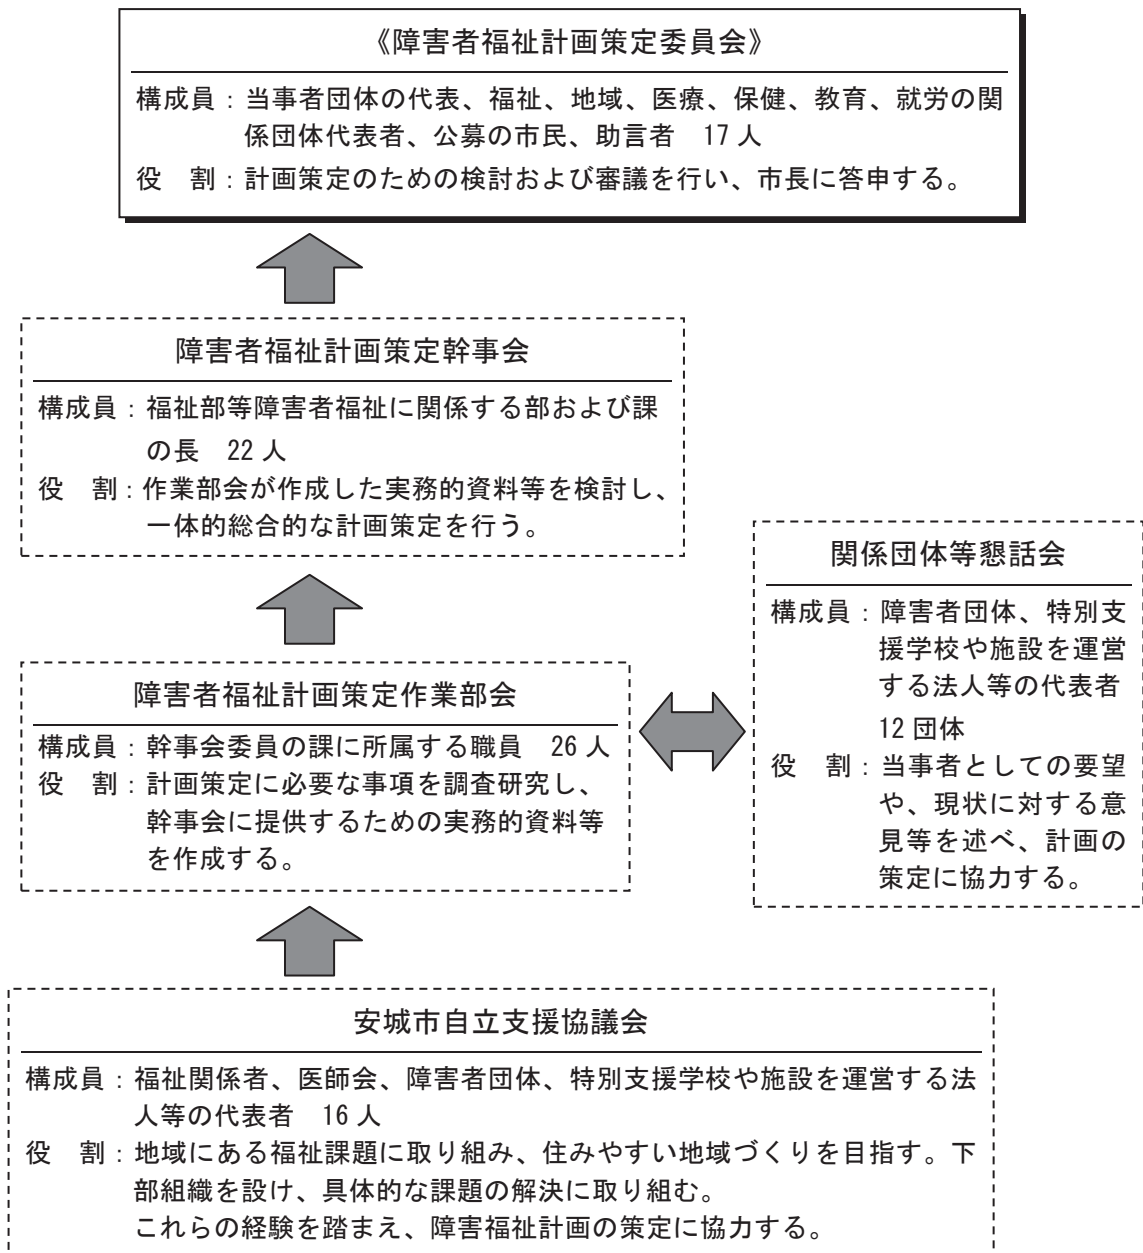 《障害者福祉計画策定委員会》
構成員：当事者団体の代表、福祉、地域、医療、保健、教育、就労の関
係団体代表者、公募の市民、助言者　17 人
役　割：計画策定のための検討および審議を行い、市長に答申する。
障害者福祉計画策定幹事会
構成員：福祉部等障害者福祉に関係する部および課
の長　22 人
役　割：作業部会が作成した実務的資料等を検討し、
一体的総合的な計画策定を行う。
関係団体等懇話会
構成員：障害者団体、特別支
援学校や施設を運営
する法人等の代表者
12 団体
役　割：当事者としての要望
や、現状に対する意
見等を述べ、計画の
策定に協力する。
障害者福祉計画策定作業部会
構成員：幹事会委員の課に所属する職員　26 人
役　割：計画策定に必要な事項を調査研究し、
幹事会に提供するための実務的資料等
を作成する。
安城市自立支援協議会
構成員：福祉関係者、医師会、障害者団体、特別支援学校や施設を運営する法
人等の代表者　16 人
役　割：地域にある福祉課題に取り組み、住みやすい地域づくりを目指す。下
部組織を設け、具体的な課題の解決に取り組む。
これらの経験を踏まえ、障害福祉計画の策定に協力する。